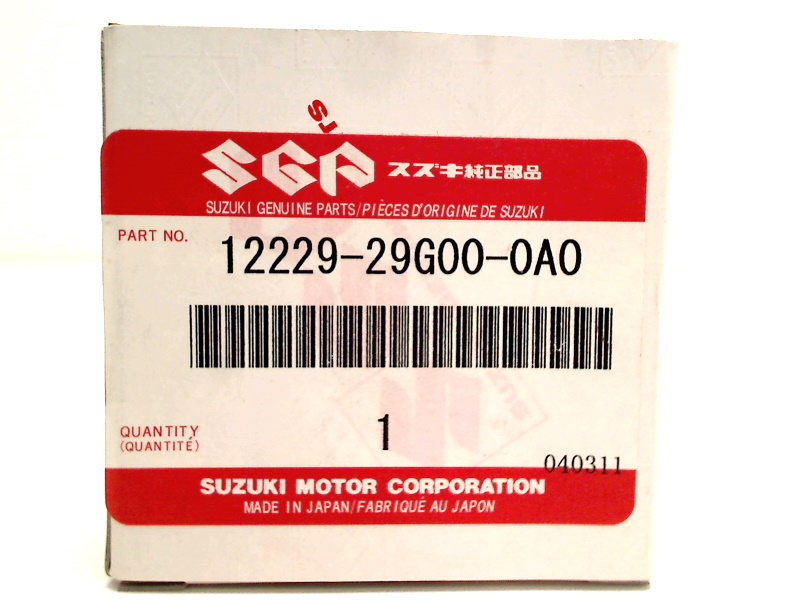 SGP スズキ純正部品
SUZUKI GENUINE PARTS/PIÈCES D'ORIGINE DE SUZUKI
PART NO. 12229-29G00-0A0
QUANTITY 1
(QUANTITÉ)
040311
SUZUKI MOTOR CORPORATION
MADE IN JAPAN/FABRIQUÉ AU JAPON